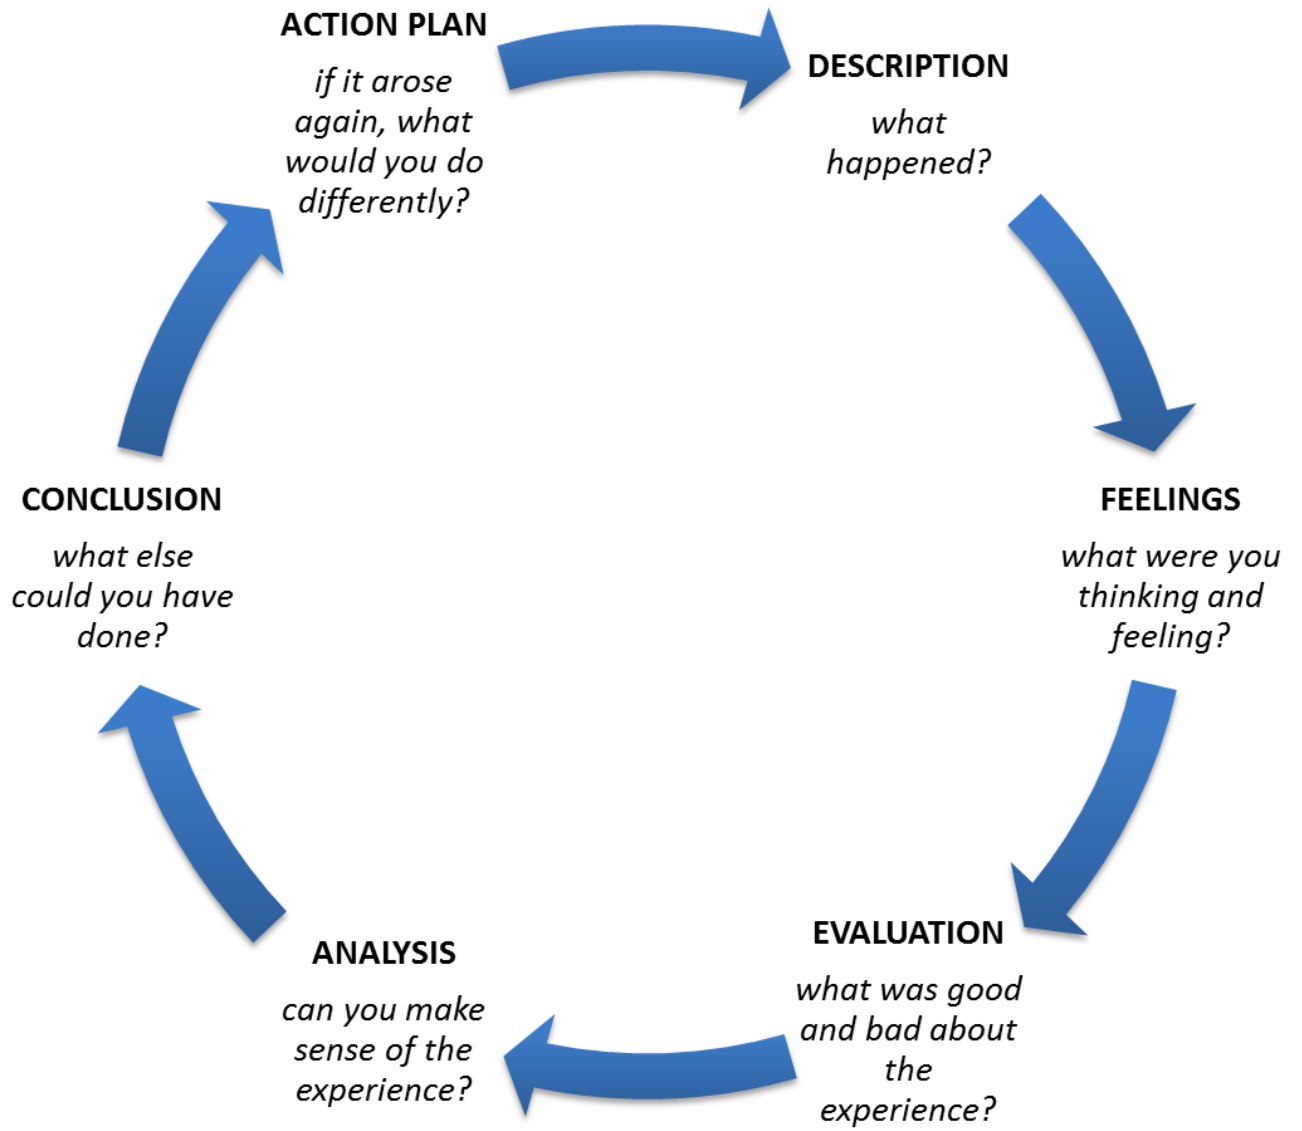 ACTION PLAN
if it arose
again, what
would you do
differently?
DESCRIPTION
what
happened?
FEELINGS
what were you
thinking and
feeling?
EVALUATION
what was good
and bad about
the
experience?
ANALYSIS
can you make
sense of the
experience?
CONCLUSION
what else
could you have
done?